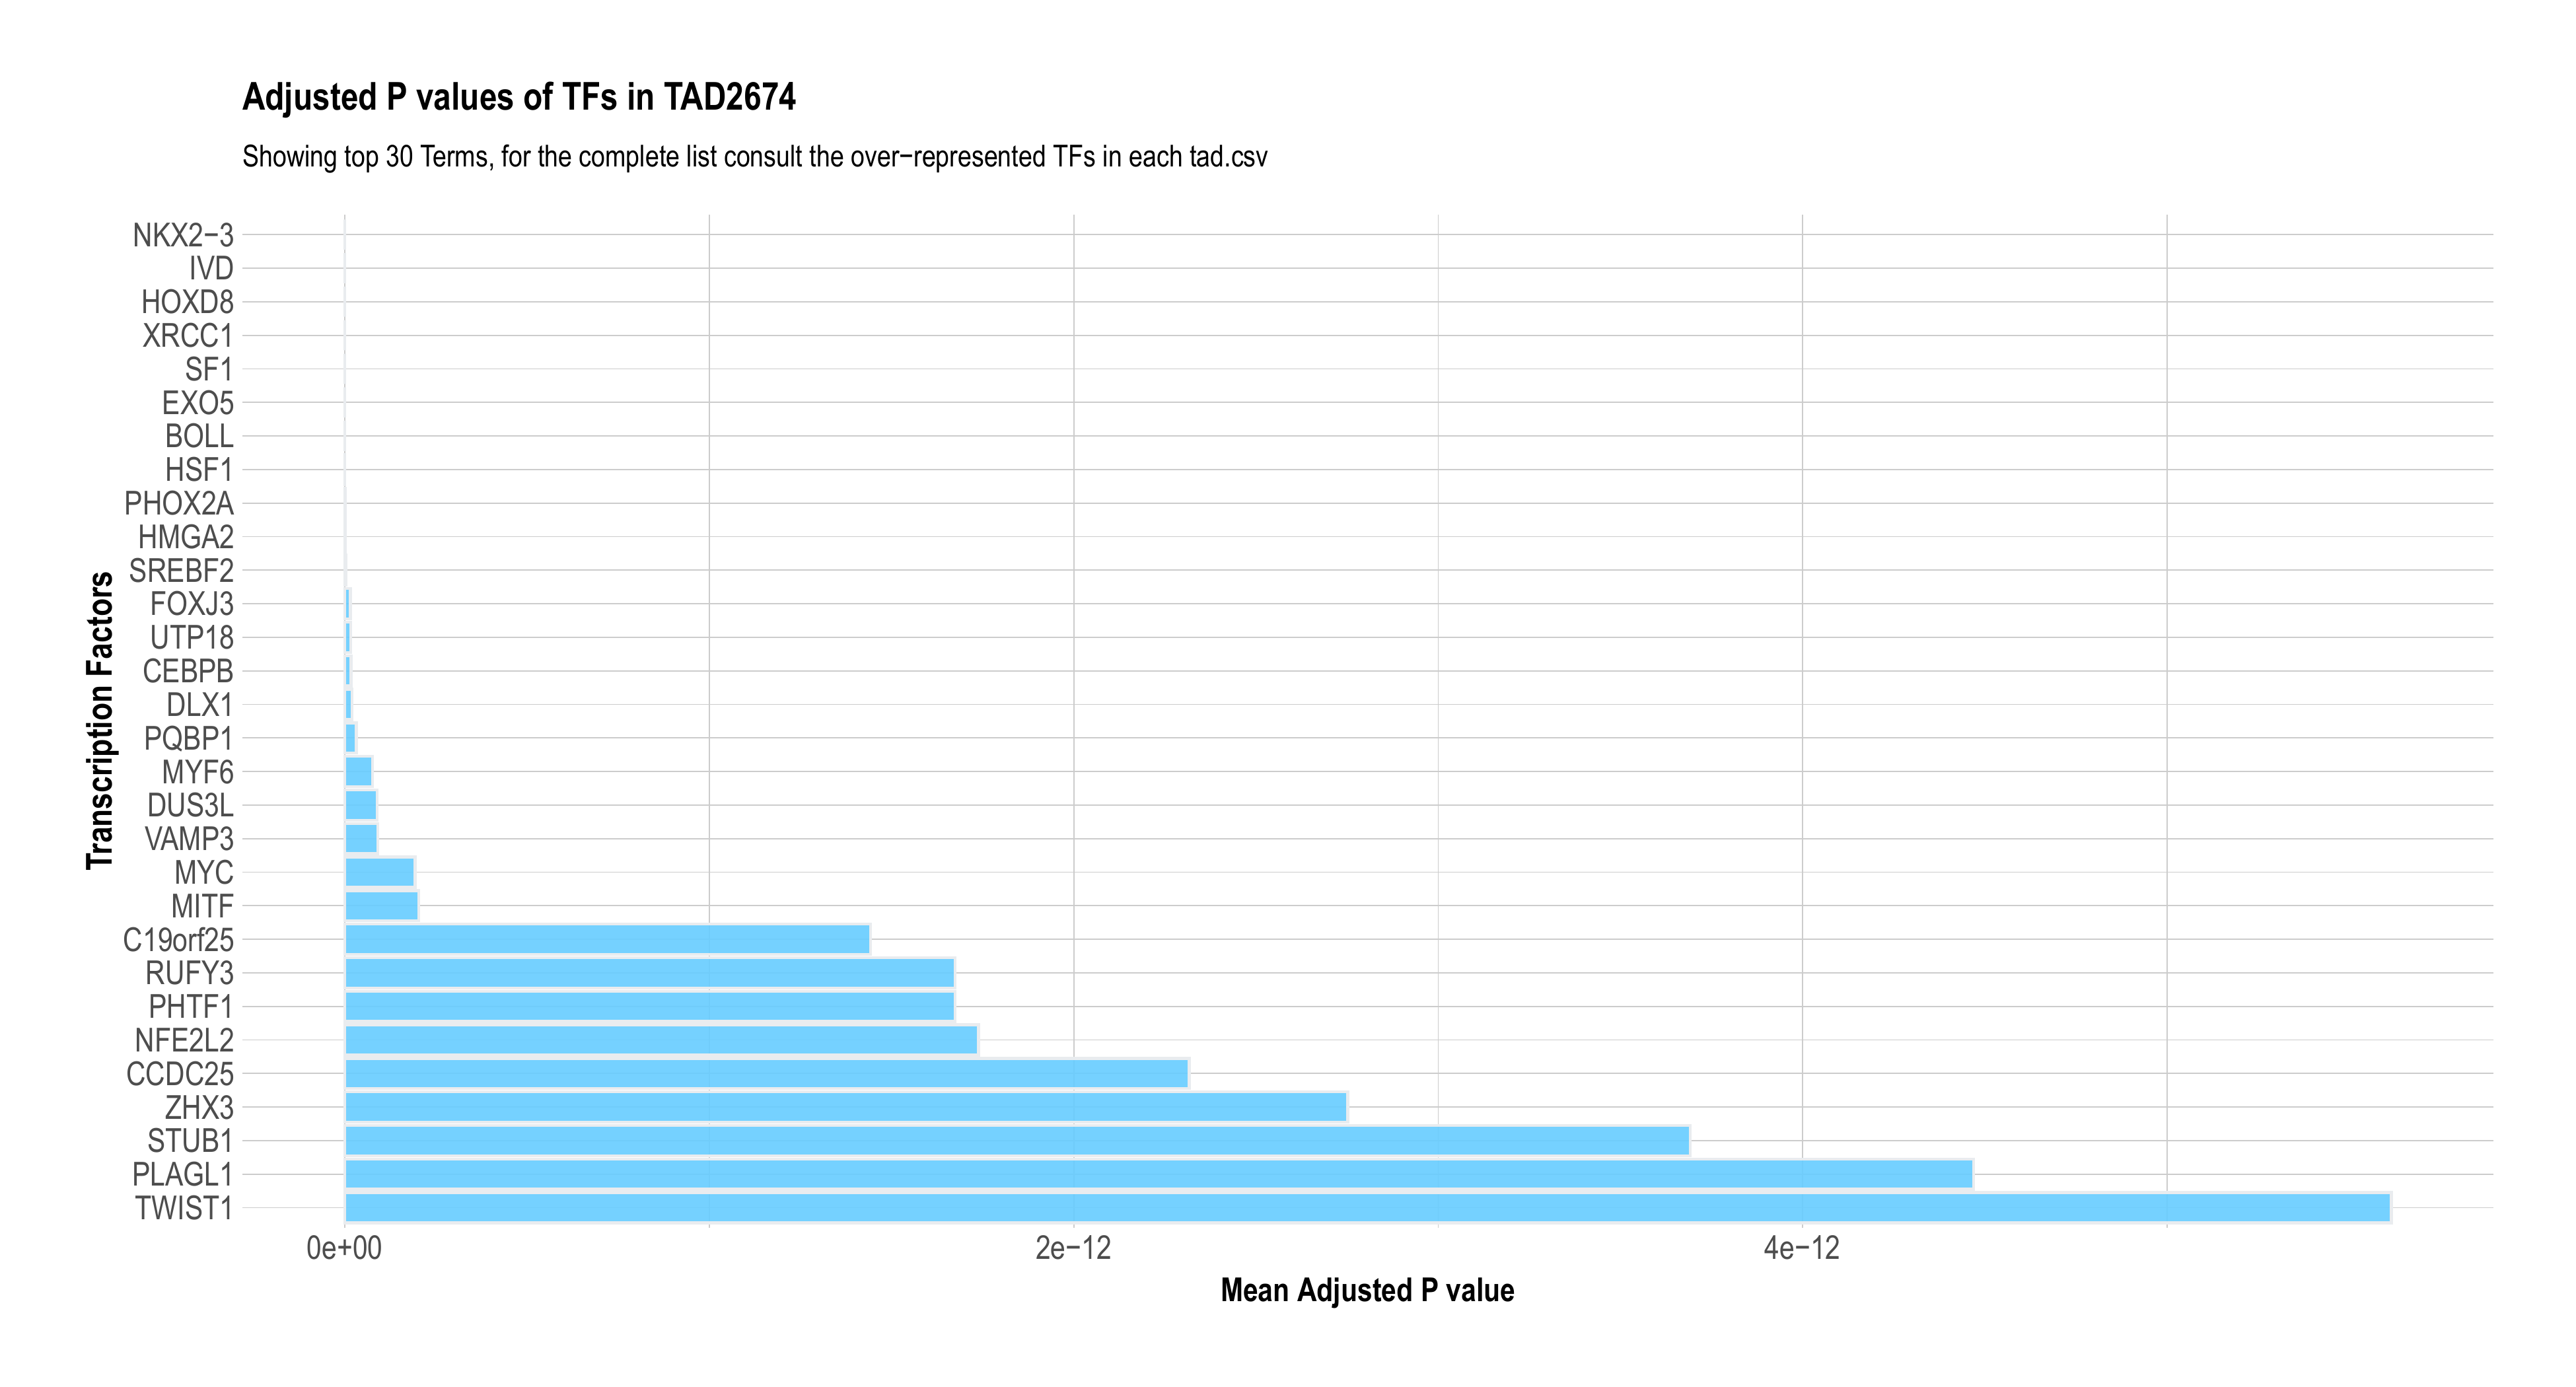 Adjusted P values of TFs in TAD2674
Showing top 30 Terms, for the complete list consult the over−represented TFs in each tad.csv
Transcription Factors
NKX2−3
IVD
HOXD8
XRCC1
SF1
EXO5
BOLL
HSF1
PHOX2A
HMGA2
SREBF2
FOXJ3
UTP18
CEBPB
DLX1
PQBP1
MYF6
DUS3L
VAMP3
MYC
MITF
C19orf25
RUFY3
PHTF1
NFE2L2
CCDC25
ZHX3
STUB1
PLAGL1
TWIST1
0e+00 2e−12 4e−12
Mean Adjusted P value